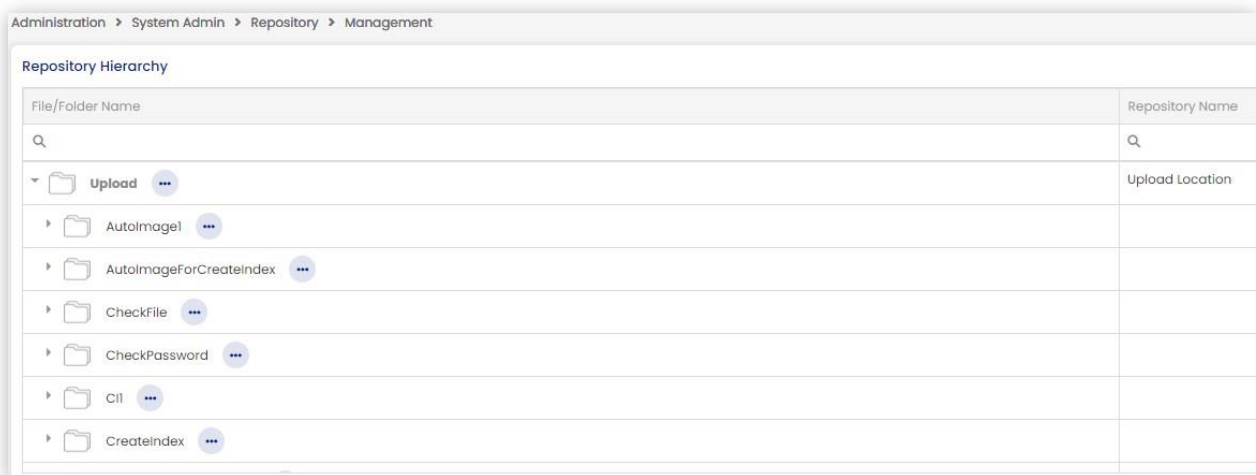 Administration > System Admin > Repository > Management
Repository Hierarchy
File/Folder Name Repository Name
Upload ... Upload Location
AutoImage1 ...
AutoImageForCreateIndex ...
CheckFile ...
CheckPassword ...
CI1 ...
CreateIndex ...